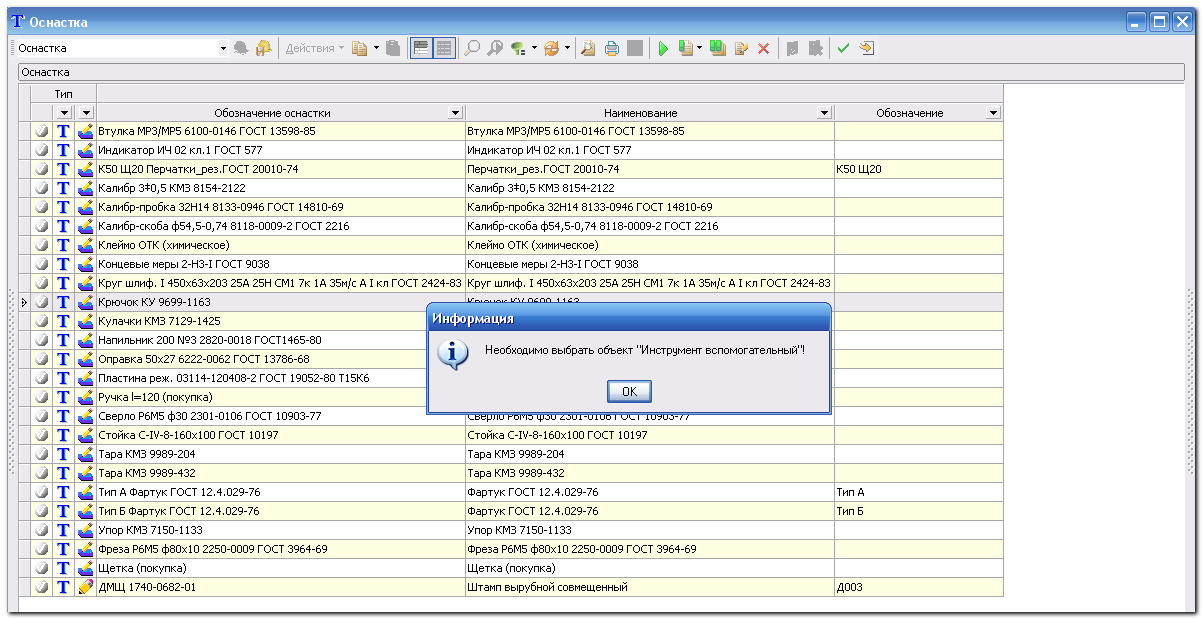 Оснастка
Оснастка
Действия
Оснастка
Тип
Обозначение оснастки Наименование Обозначение
Втулка МР3/МР5 6100-0146 ГОСТ 13598-85 Втулка МР3/МР5 6100-0146 ГОСТ 13598-85
Индикатор ИЧ 02 кл.1 ГОСТ 577 Индикатор ИЧ 02 кл.1 ГОСТ 577
К50 Щ20 Перчатки_рез.ГОСТ 20010-74 Перчатки_рез.ГОСТ 20010-74 К50 Щ20
Калибр 3‡0,5 КМЗ 8154-2122 Калибр 3‡0,5 КМЗ 8154-2122
Калибр-пробка 32Н14 8133-0946 ГОСТ 14810-69 Калибр-пробка 32Н14 8133-0946 ГОСТ 14810-69
Калибр-скоба ф54,5-0,74 8118-0009-2 ГОСТ 2216 Калибр-скоба ф54,5-0,74 8118-0009-2 ГОСТ 2216
Клеймо ОТК (химическое) Клеймо ОТК (химическое)
Концевые меры 2-Н3-I ГОСТ 9038 Концевые меры 2-Н3-I ГОСТ 9038
Круг шлиф. I 450х63х203 25А 25Н СМ1 7к 1А 35м/с А I кл ГОСТ 2424-83 Круг шлиф. I 450х63х203 25А 25Н СМ1 7к 1А 35м/с А I кл ГОСТ 2424-83
Крючок КУ 9699-1163 Крючок КУ 9699-1163
Кулачки КМЗ 7129-1425
Напильник 200 №3 2820-0018 ГОСТ1465-80
Оправка 50х27 6222-0062 ГОСТ 13786-68
Пластина реж. 03114-120408-2 ГОСТ 19052-80 Т15К6
Ручка l=120 (покупка)
Информация
Необходимо выбрать объект "Инструмент вспомогательный"!
OK
Сверло Р6М5 ф30 2301-0106 ГОСТ 10903-77 Сверло Р6М5 ф30 2301-0106 ГОСТ 10903-77
Стойка С-IV-8-160х100 ГОСТ 10197 Стойка С-IV-8-160х100 ГОСТ 10197
Тара КМЗ 9989-204 Тара КМЗ 9989-204
Тара КМЗ 9989-432 Тара КМЗ 9989-432
Тип А Фартук ГОСТ 12.4.029-76 Фартук ГОСТ 12.4.029-76 Тип А
Тип Б Фартук ГОСТ 12.4.029-76 Фартук ГОСТ 12.4.029-76 Тип Б
Упор КМЗ 7150-1133 Упор КМЗ 7150-1133
Фреза Р6М5 ф80х10 2250-0009 ГОСТ 3964-69 Фреза Р6М5 ф80х10 2250-0009 ГОСТ 3964-69
Щетка (покупка) Щетка (покупка)
ДМЩ 1740-0682-01 Штамп вырубной совмещенный Д003